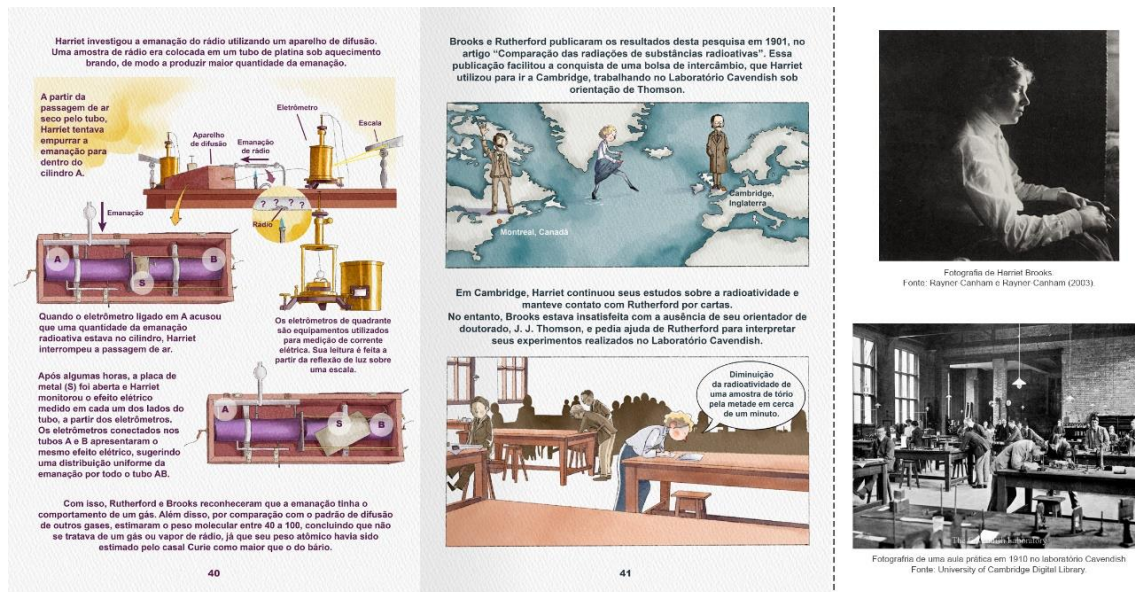 Harriet investigou a emanação do rádio utilizando um aparelho de difusão.
Uma amostra de rádio era colocada em um tubo de platina sob aquecimento
brando, de modo a produzir maior quantidade da emanação.
A partir da
passagem de ar
seco pelo tubo,
Harriet tentava
empurrar a
emanação para
dentro do
cilindro A.
Eletrômetro
Escala
Aparelho
de difusão
Emanação
de rádio
? ? ? ?
Rádio
Emanação
A
S
B
Quando o eletrômetro ligado em A acusou
que uma quantidade da emanação
radioativa estava no cilindro, Harriet
interrompeu a passagem de ar.
Os eletrômetros de quadrante
são equipamentos utilizados
para medição de corrente
elétrica. Sua leitura é feita a
partir da reflexão de luz sobre
uma escala.
Após algumas horas, a placa de
metal (S) foi aberta e Harriet
monitorou o efeito elétrico
medido em cada um dos lados do
tubo, a partir dos eletrômetros.
Os eletrômetros conectados nos
tubos A e B apresentaram o
mesmo efeito elétrico, sugerindo
uma distribuição uniforme da
emanação por todo o tubo AB.
A
S
B
Com isso, Rutherford e Brooks reconheceram que a emanação tinha o
comportamento de um gás. Além disso, por comparação com o padrão de difusão
de outros gases, estimaram o peso molecular entre 40 a 100, concluindo que não
se tratava de um gás ou vapor de rádio, já que seu peso atômico havia sido
estimado pelo casal Curie como maior que o do bário.
40
Brooks e Rutherford publicaram os resultados desta pesquisa em 1901, no
artigo “Comparação das radiações de substâncias radioativas”. Essa
publicação facilitou a conquista de uma bolsa de intercâmbio, que Harriet
utilizou para ir a Cambridge, trabalhando no Laboratório Cavendish sob
orientação de Thomson.
Cambridge,
Inglaterra
Montreal, Canadá
Em Cambridge, Harriet continuou seus estudos sobre a radioatividade e
manteve contato com Rutherford por cartas.
No entanto, Brooks estava insatisfeita com a ausência de seu orientador de
doutorado, J. J. Thomson, e pedia ajuda de Rutherford para interpretar
seus experimentos realizados no Laboratório Cavendish.
Diminuição
da radioatividade de
uma amostra de tório
pela metade em cerca
de um minuto.
41
Fotografia de Harriet Brooks.
Fonte: Rayner Canham e Rayner Canham (2003).
Fotografria de uma aula prática em 1910 no laboratório Cavendish
Fonte: University of Cambridge Digital Library.